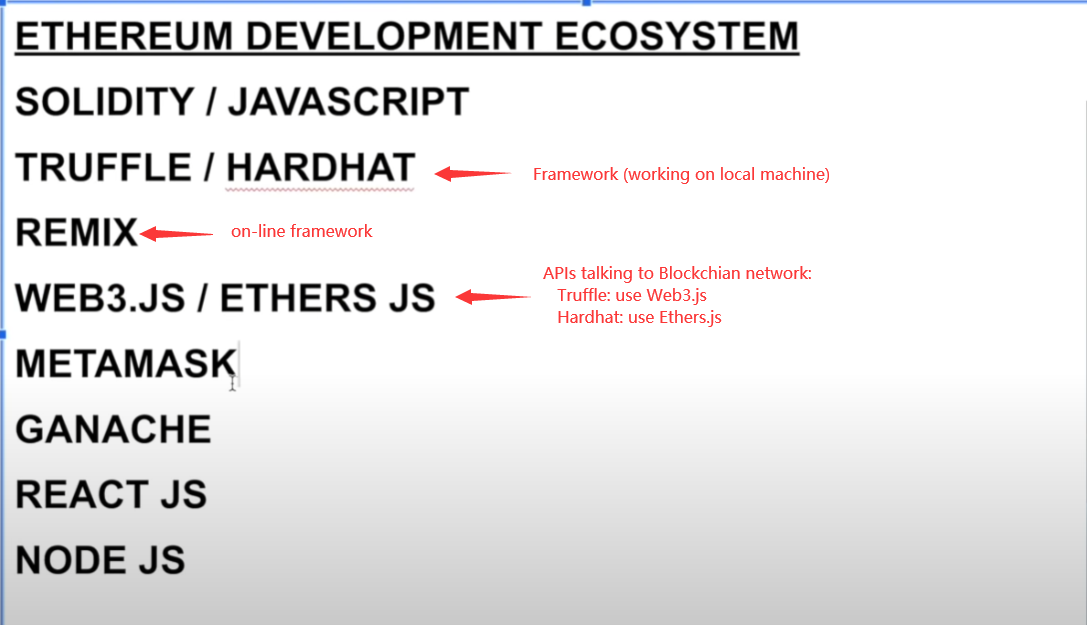 ETHEREUM DEVELOPMENT ECOSYSTEM
SOLIDITY / JAVASCRIPT
TRUFFLE / HARDHAT
Framework (working on local machine)
REMIX
on-line framework
APIs talking to Blockchian network:
WEB3.JS / ETHERS JS
Truffle: use Web3.js
Hardhat: use Ethers.js
METAMASK
GANACHE
REACT JS
NODE JS